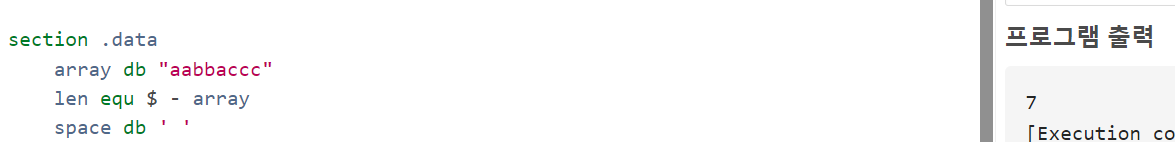 section .data
array db "aabbaccc"
len equ $ - array
space db ' '
프로그램 출력
7
[Execution co